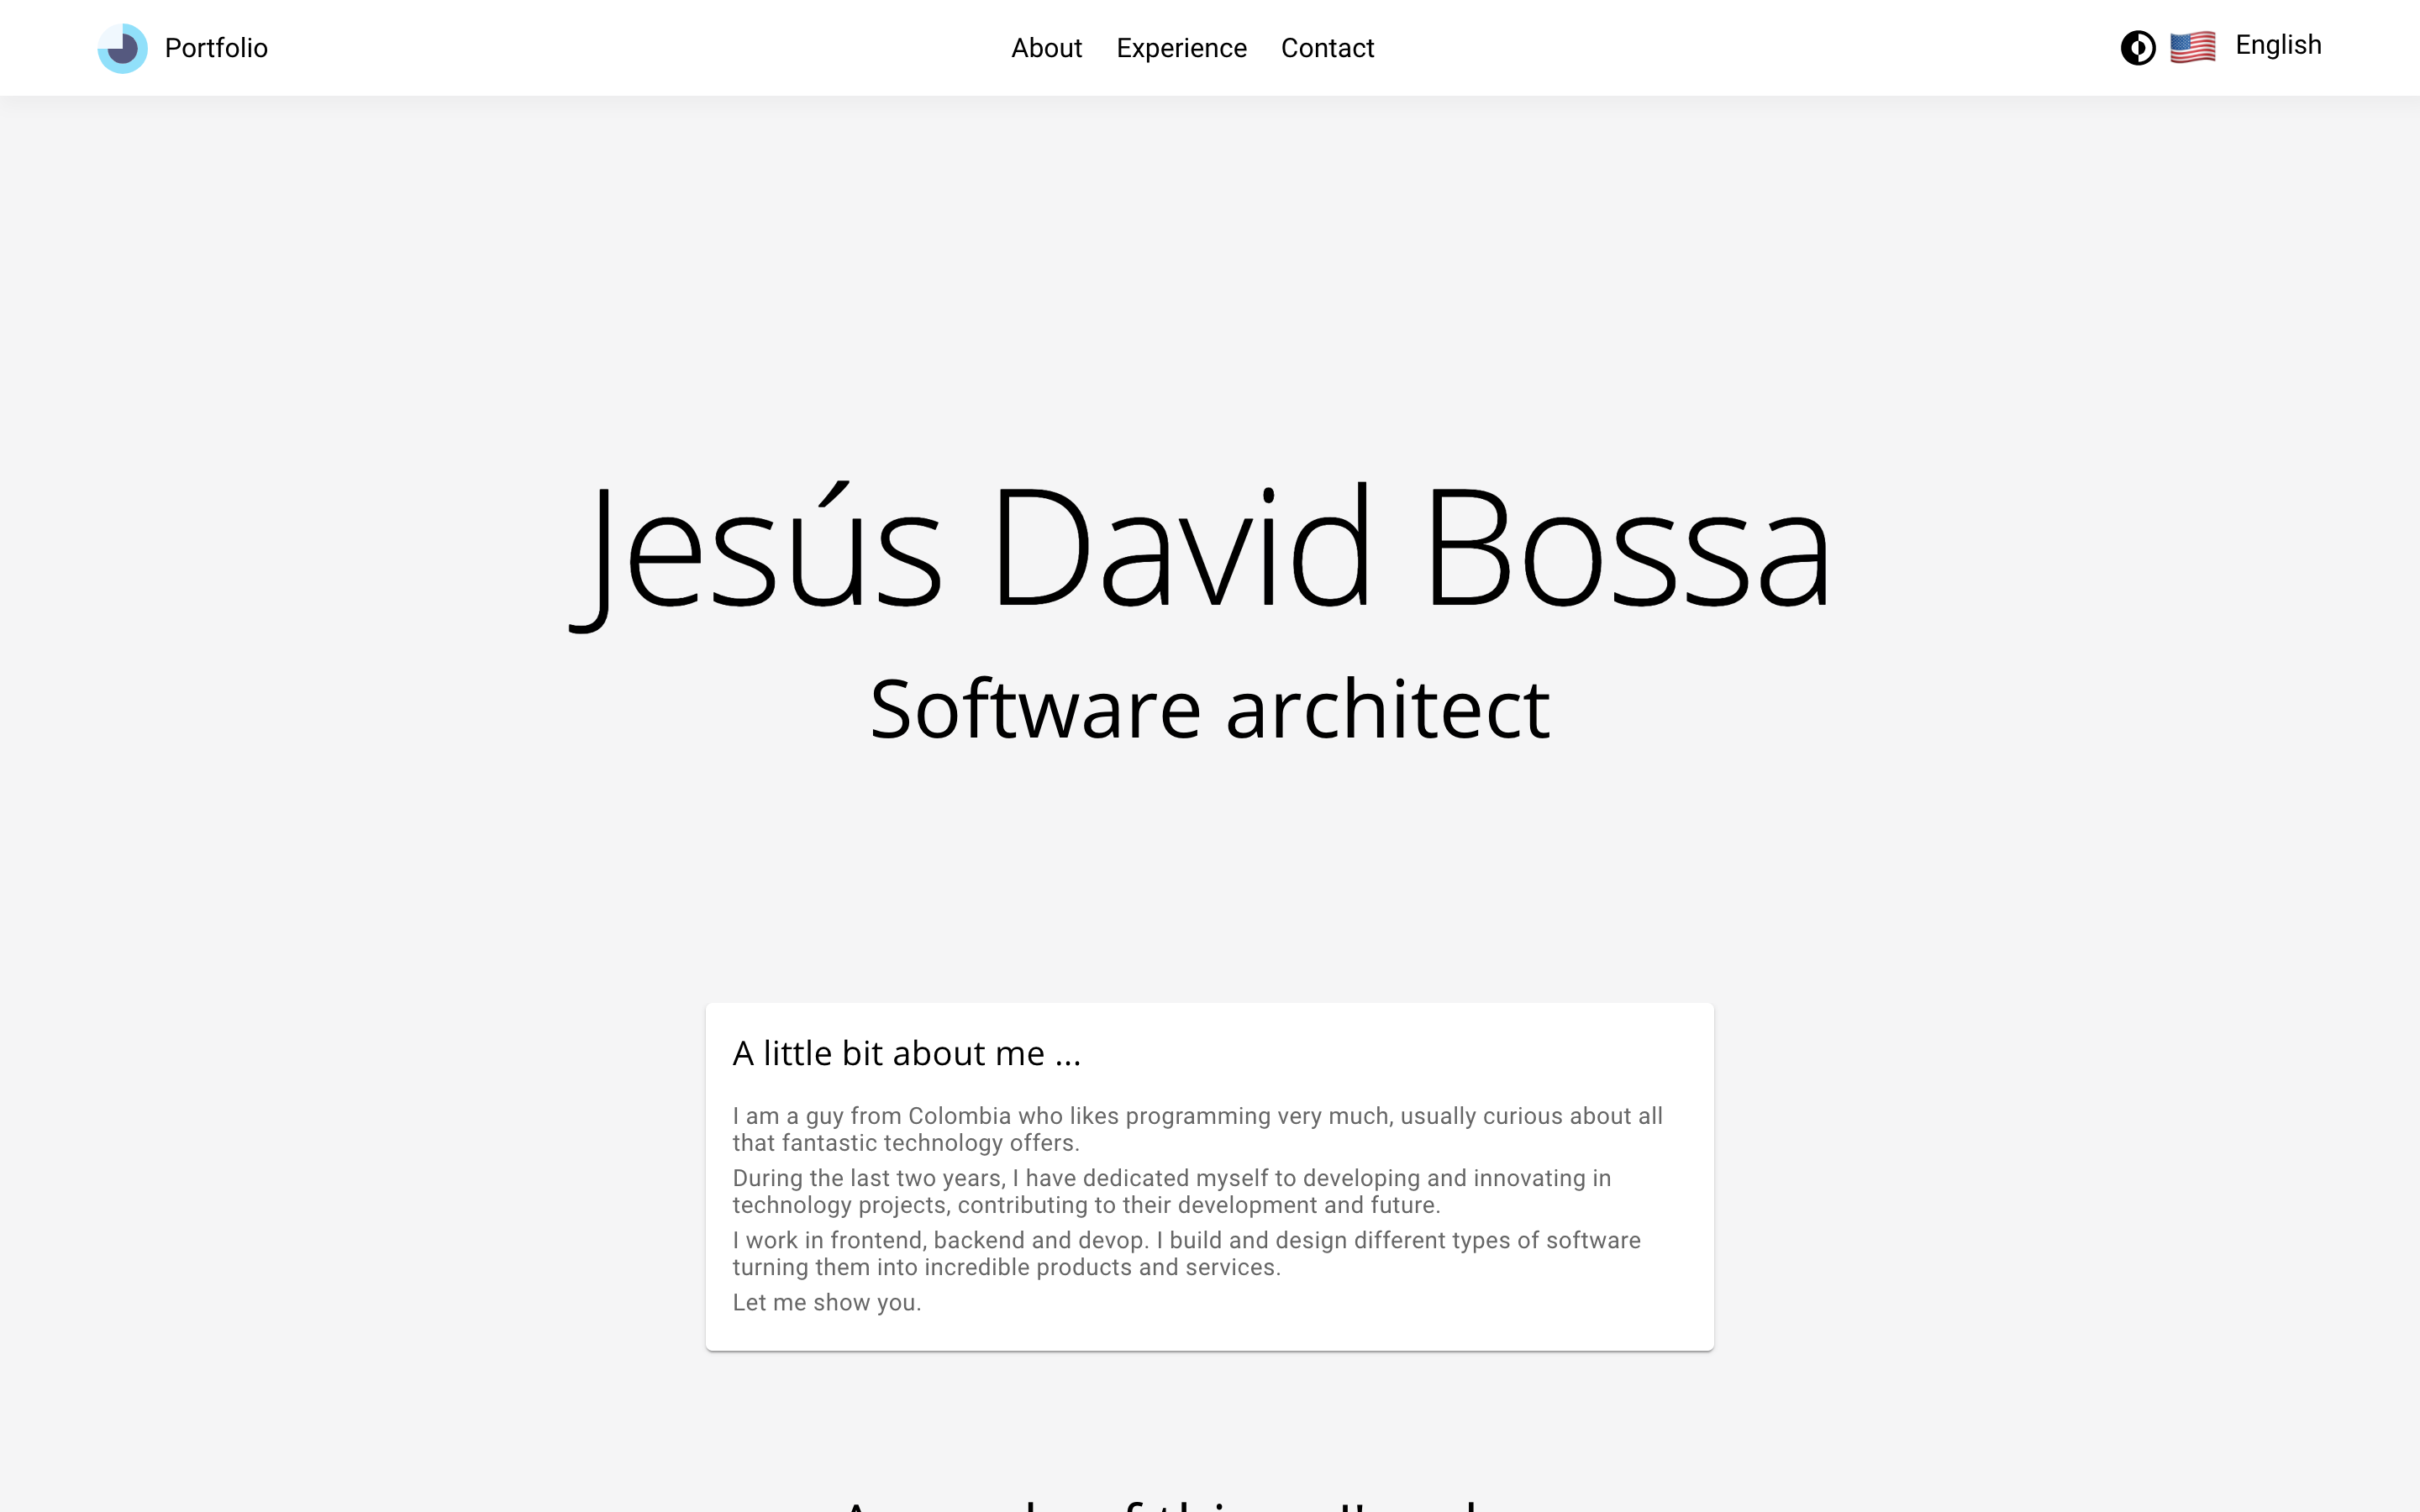 Portfolio
About Experience Contact
English
Jesús David Bossa
Software architect
A little bit about me ...
I am a guy from Colombia who likes programming very much, usually curious about all
that fantastic technology offers.
During the last two years, I have dedicated myself to developing and innovating in
technology projects, contributing to their development and future.
I work in frontend, backend and devop. I build and design different types of software
turning them into incredible products and services.
Let me show you.